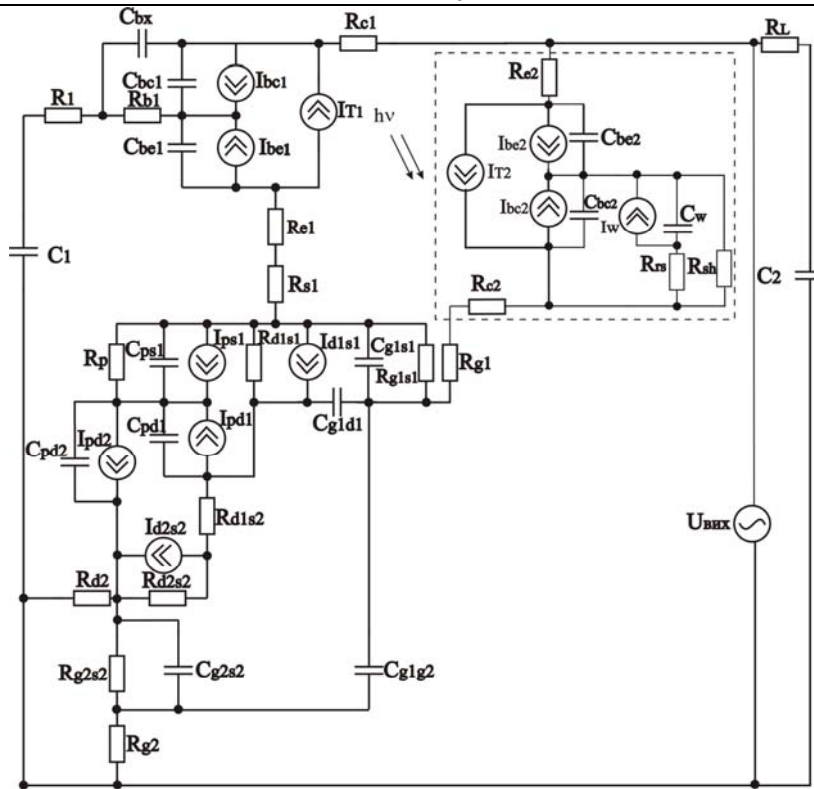 Cbx
Rc1
RL
Cbc1
Ibc1
Re2
R1
Rb1
IT1
hν
Cbe1
Ibe1
Ibe2
Cbe2
IT2
Ibc2
Cbc2
Iw
Cw
Re1
C1
Rrs
Rsh
C2
Rs1
Rc2
Rp
Cps1
Ips1
Rd1s1
Id1s1
Cg1s1
Rg1s1
Rg1
Cpd2
Ipd2
Cpd1
Ipd1
Cg1d1
Rd1s2
Uвих
Id2s2
Rd2
Rd2s2
Rg2s2
Cg2s2
Cg1g2
Rg2